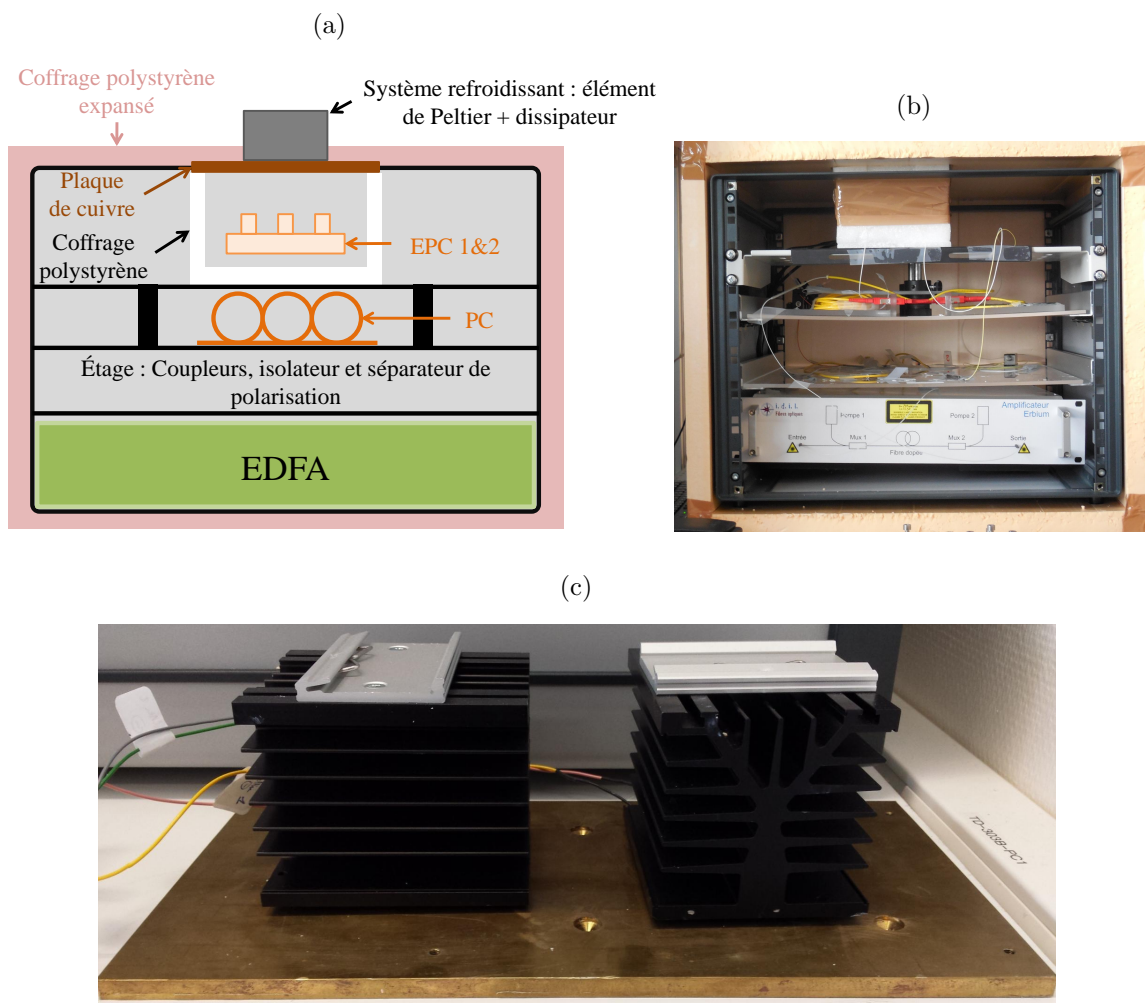 (a)
Coffrage polystyrène
expansé
Système refroidissant : élément
de Peltier + dissipateur
Plaque
de cuivre
Coffrage
polystyrène
EPC 1&2
PC
Étage : Coupleurs, isolateur et séparateur de
polarisation
EDFA
(b)
Pompe 1
Pompe 2
Amplificateur
Erbium
Entrée
Mux 1
Fibre dopée
Mux 2
Sortie
(c)
TD-303B-PC1